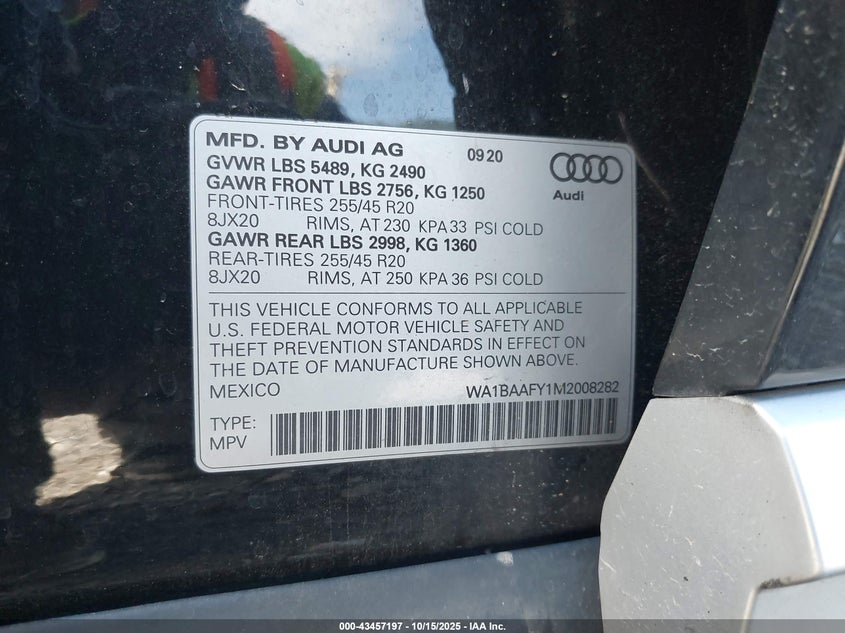 MFD. BY AUDI AG 09 20
GVWR LBS 5489, KG 2490
GAWR FRONT LBS 2756, KG 1250
Audi
FRONT-TIRES 255/45 R20
8JX20 RIMS, AT 230 KPA 33 PSI COLD
GAWR REAR LBS 2998, KG 1360
REAR-TIRES 255/45 R20
8JX20 RIMS, AT 250 KPA 36 PSI COLD
THIS VEHICLE CONFORMS TO ALL APPLICABLE
U.S. FEDERAL MOTOR VEHICLE SAFETY AND
THEFT PREVENTION STANDARDS IN EFFECT ON
THE DATE OF MANUFACTURE SHOWN ABOVE.
MEXICO WA1BAAFY1M2008282
TYPE:
MPV
000-43457197 - 10/15/2025 - IAA Inc.